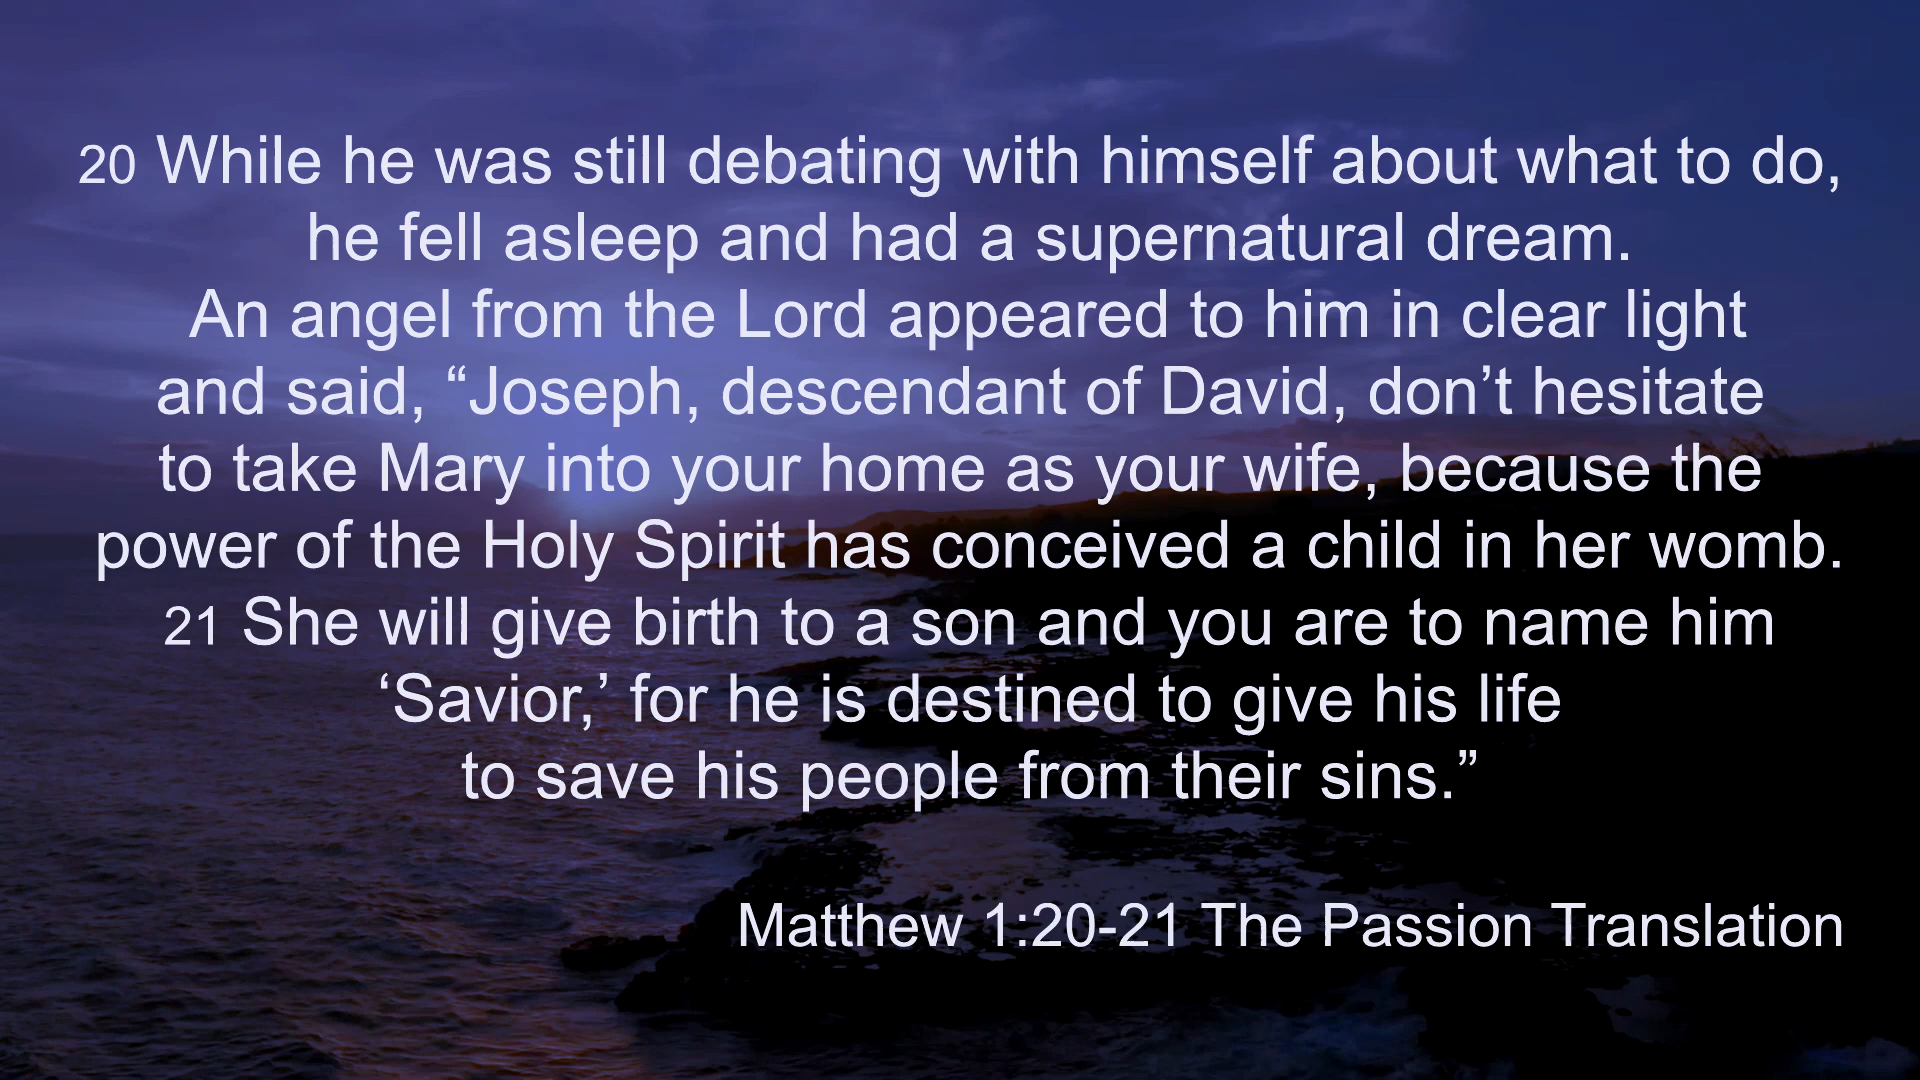 20 While he was still debating with himself about what to do,
he fell asleep and had a supernatural dream.
An angel from the Lord appeared to him in clear light
and said, “Joseph, descendant of David, don’t hesitate
to take Mary into your home as your wife, because the
power of the Holy Spirit has conceived a child in her womb.
21 She will give birth to a son and you are to name him
‘Savior,’ for he is destined to give his life
to save his people from their sins.”
Matthew 1:20-21 The Passion Translation